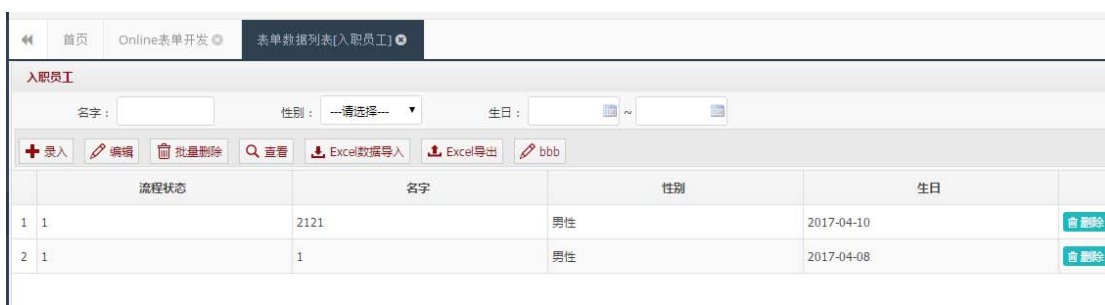 首页 Online表单开发 表单数据列表[入职员工]
入职员工
名字： 性别： ---请选择--- 生日： ~
录入 编辑 批量删除 查看 Excel数据导入 Excel导出 bbb
流程状态 名字 性别 生日
1 1 2121 男性 2017-04-10 删除
2 1 1 男性 2017-04-08 删除